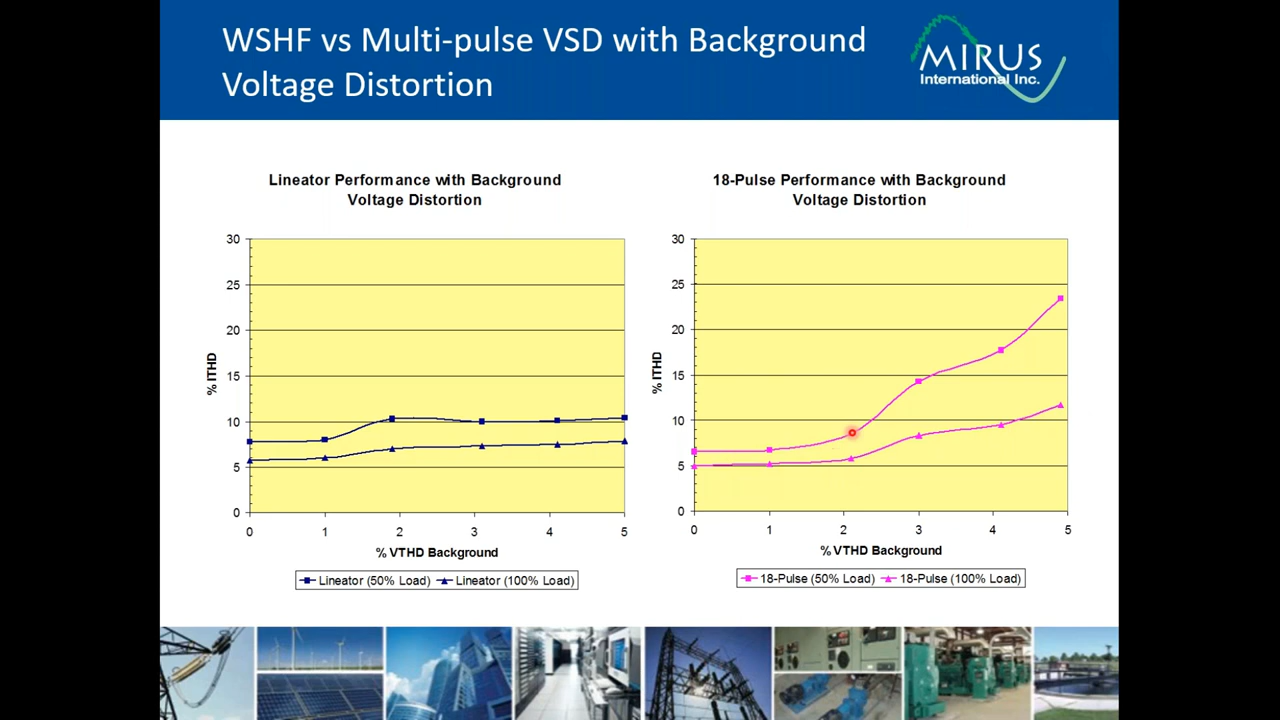 WSHF vs Multi-pulse VSD with Background
Voltage Distortion
MIRUS
International Inc.
Lineator Performance with Background
Voltage Distortion
30
25
20
15
10
5
0
% ITHD
0 1 2 3 4 5
% VTHD Background
Lineator (50% Load) Lineator (100% Load)
18-Pulse Performance with Background
Voltage Distortion
30
25
20
15
10
5
0
% ITHD
0 1 2 3 4 5
% VTHD Background
18-Pulse (50% Load) 18-Pulse (100% Load)